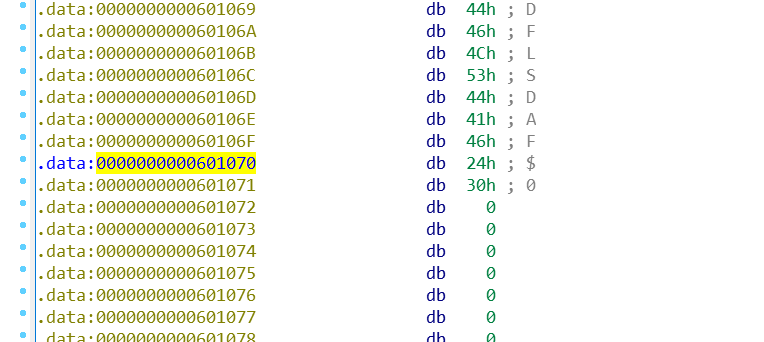 .data:0000000000601069 db 44h ; D
.data:000000000060106A db 46h ; F
.data:000000000060106B db 4Ch ; L
.data:000000000060106C db 53h ; S
.data:000000000060106D db 44h ; D
.data:000000000060106E db 41h ; A
.data:000000000060106F db 46h ; F
.data:0000000000601070 db 24h ; $
.data:0000000000601071 db 30h ; 0
.data:0000000000601072 db 0
.data:0000000000601073 db 0
.data:0000000000601074 db 0
.data:0000000000601075 db 0
.data:0000000000601076 db 0
.data:0000000000601077 db 0
.data:0000000000601078 db 0